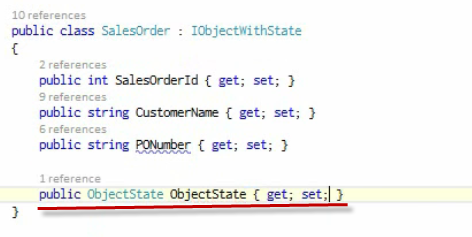 10 references
public class SalesOrder : IObjectWithState
{
2 references
public int SalesOrderId { get; set; }
9 references
public string CustomerName { get; set; }
6 references
public string PONumber { get; set; }
1 reference
public ObjectState ObjectState { get; set; }
}